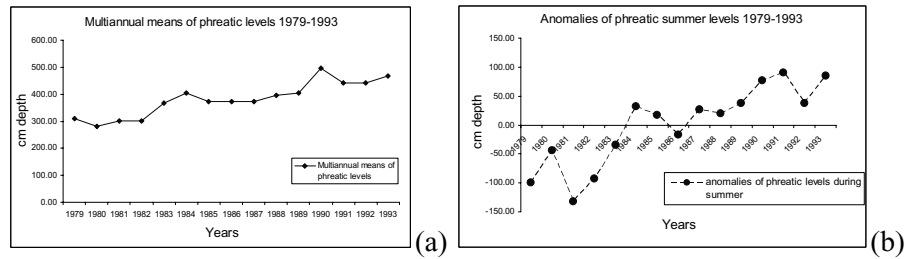 Multiannual means of phreatic levels 1979-1993
600.00
500.00
400.00
300.00
200.00
100.00
0.00
cm depth
1979 1980 1981 1982 1983 1984 1985 1986 1987 1988 1989 1990 1991 1992 1993
Years
Multiannual means of
phreatic levels
(a)
Anomalies of phreatic summer levels 1979-1993
150.00
100.00
50.00
0.00
-50.00
-100.00
-150.00
cm depth
1979 1980 1981 1982 1983 1984 1985 1986 1987 1988 1989 1990 1991 1992 1993
Years
anomalies of phreatic levels during
summer
(b)